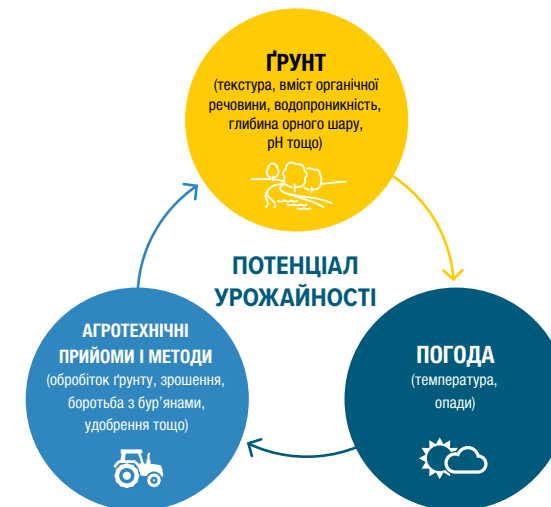 ҐРУНТ
(текстура, вміст органічної
речовини, водопроникність,
глибина орного шару,
pH тощо)
ПОТЕНЦІАЛ
УРОЖАЙНОСТІ
АГРОТЕХНІЧНІ
ПРИЙОМИ І МЕТОДИ
(обробіток ґрунту, зрошення,
боротьба з бур’янами,
удобрення тощо)
ПОГОДА
(температура,
опади)